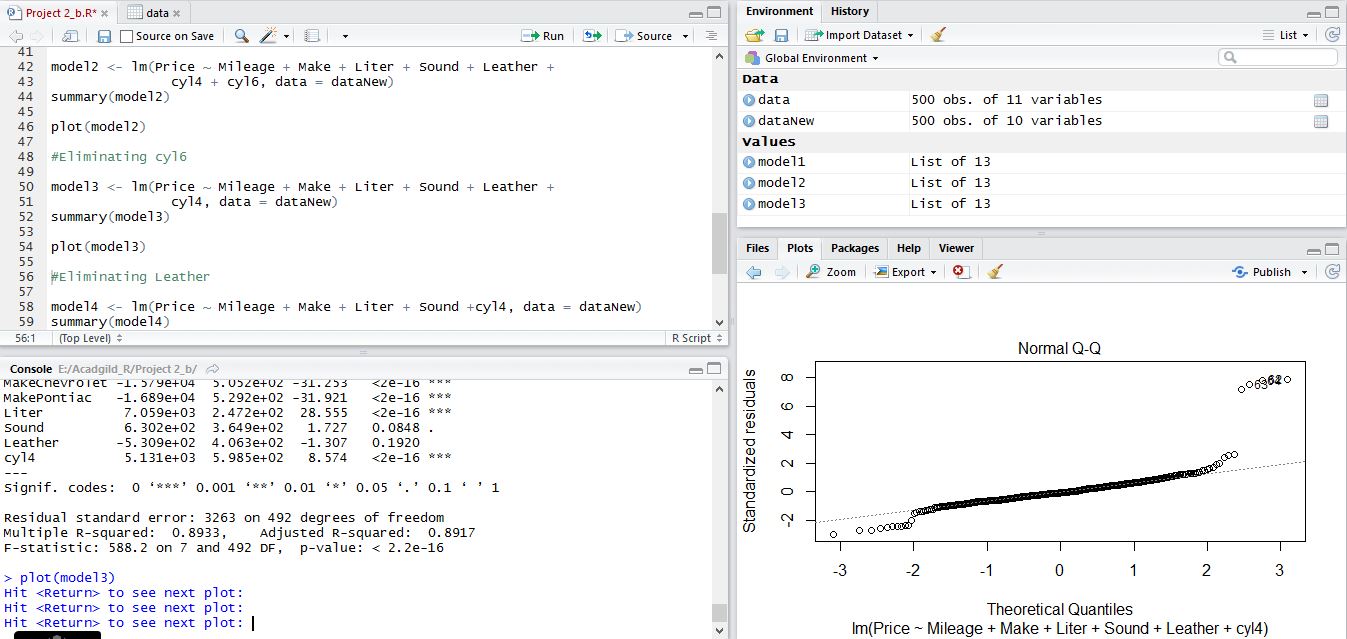 Project 2_b.R* × data ×
Source on Save Run Source
41
42 model2 <- lm(Price ~ Mileage + Make + Liter + Sound + Leather +
43 cyl4 + cyl6, data = dataNew)
44 summary(model2)
45
46 plot(model2)
47
48 #Eliminating cyl6
49
50 model3 <- lm(Price ~ Mileage + Make + Liter + Sound + Leather +
51 cyl4, data = dataNew)
52 summary(model3)
53
54 plot(model3)
55
56 #Eliminating Leather
57
58 model4 <- lm(Price ~ Mileage + Make + Liter + Sound +cyl4, data = dataNew)
59 summary(model4)
56:1 (Top Level) R Script
Console E:/Acadgild_R/Project 2_b/
MakeChevrolet -1.579e+04 5.052e+02 -31.253 <2e-16 ***
MakePontiac -1.689e+04 5.292e+02 -31.921 <2e-16 ***
Liter 7.059e+03 2.472e+02 28.555 <2e-16 ***
Sound 6.302e+02 3.649e+02 1.727 0.0848 .
Leather -5.309e+02 4.063e+02 -1.307 0.1920
cyl4 5.131e+03 5.985e+02 8.574 <2e-16 ***
---
Signif. codes: 0 ‘***’ 0.001 ‘**’ 0.01 ‘*’ 0.05 ‘.’ 0.1 ‘ ’ 1
Residual standard error: 3263 on 492 degrees of freedom
Multiple R-squared: 0.8933, Adjusted R-squared: 0.8917
F-statistic: 588.2 on 7 and 492 DF, p-value: < 2.2e-16
> plot(model3)
Hit <Return> to see next plot:
Hit <Return> to see next plot:
Hit <Return> to see next plot:
Environment History
Import Dataset List
Global Environment
Data
data 500 obs. of 11 variables
dataNew 500 obs. of 10 variables
Values
model1 List of 13
model2 List of 13
model3 List of 13
Files Plots Packages Help Viewer
Zoom Export Publish
Normal Q-Q
Standardized residuals
8
6
4
2
0
-2
-3 -2 -1 0 1 2 3
Theoretical Quantiles
lm(Price ~ Mileage + Make + Liter + Sound + Leather + cyl4)